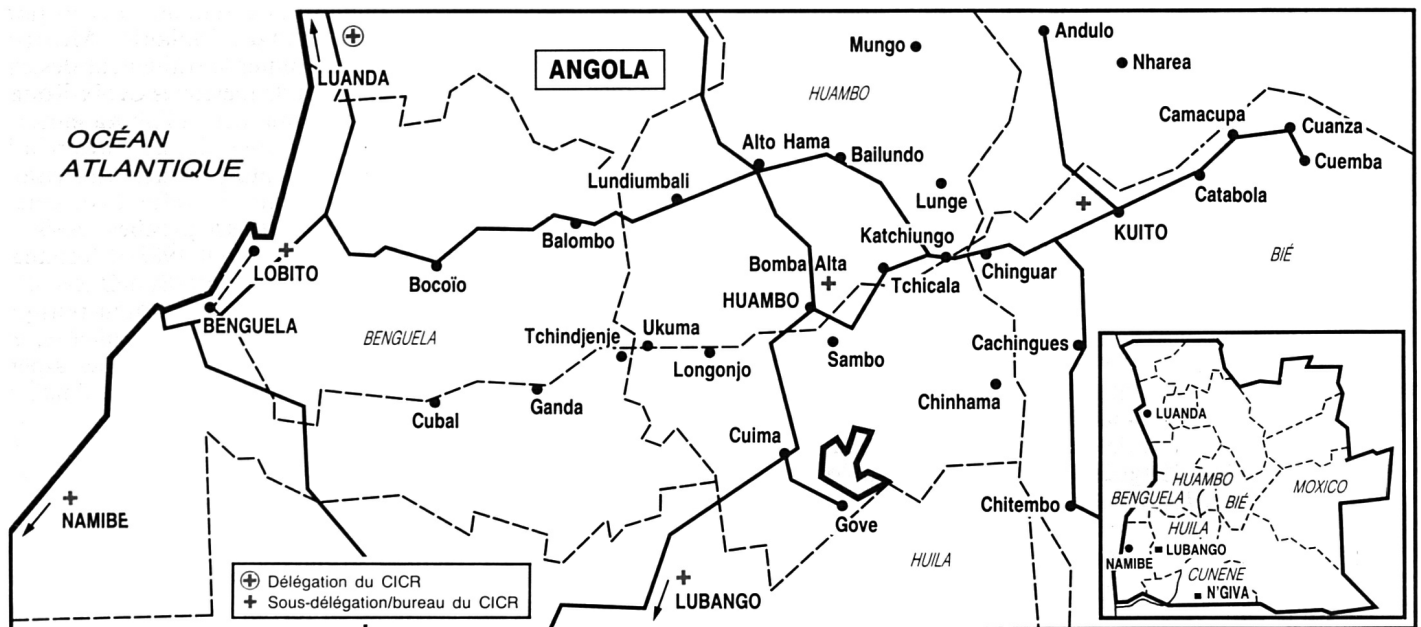 ANGOLA
LUANDA
OCÉAN
ATLANTIQUE
Mungo
Andulo
Nharea
HUAMBO
Camacupa
Cuanza
Cuemba
Alto Hama
Bailundo
Lundiumbali
Lunge
Catabola
Balombo
KUITO
Katchiungo
LOBITO
Bocoïo
Bomba Alta
Tchicala
Chinguar
BIÉ
HUAMBO
BENGUELA
BENGUELA
Tchindjenje
Ukuma
Longonjo
Sambo
Cachingues
Cubal
Ganda
Chinhama
Cuima
Gove
Chitembo
NAMIBE
HUILA
LUBANGO
Délégation du CICR
Sous-délégation/bureau du CICR
LUANDA
HUAMBO
BENGUELA
BIÉ
MOXICO
HUILA
LUBANGO
NAMIBE
CUNENE
N'GIVA